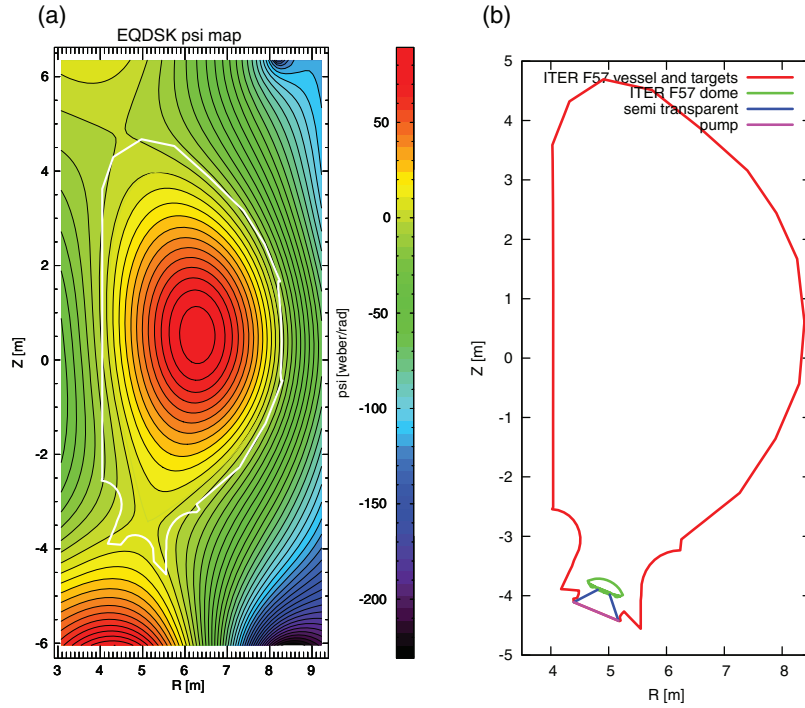 (a)
EQDSK psi map
6
4
2
0
-2
-4
-6
Z [m]
3 4 5 6 7 8 9
R [m]
50
0
-50
-100
-150
-200
psi [weber/rad]
(b)
ITER F57 vessel and targets
ITER F57 dome
semi transparent
pump
5
4
3
2
1
0
-1
-2
-3
-4
-5
Z [m]
4 5 6 7 8
R [m]